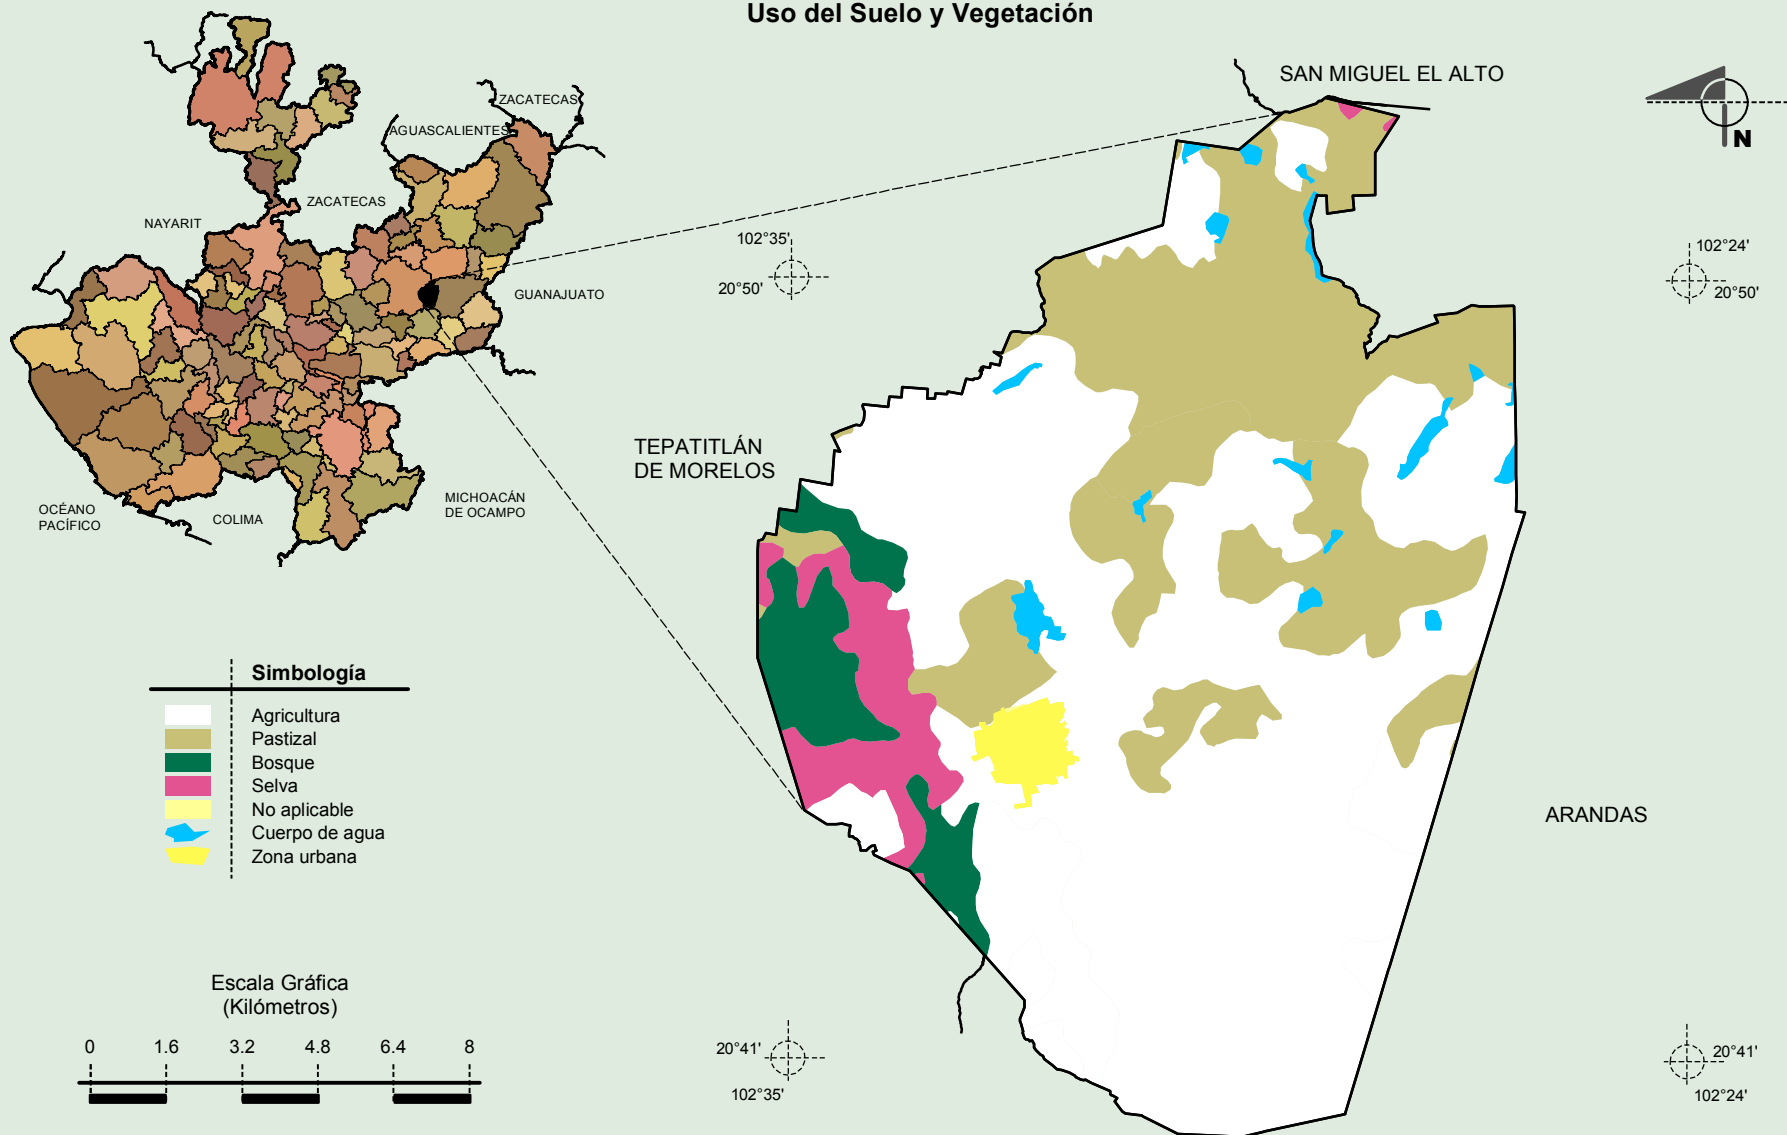 Uso del Suelo y Vegetación
SAN MIGUEL EL ALTO
N
ZACATECAS
AGUASCALIENTES
ZACATECAS
NAYARIT
GUANAJUATO
OCÉANO
PACÍFICO
COLIMA
MICHOACÁN
DE OCAMPO
102°35'
20°50'
102°24'
20°50'
TEPATITLÁN
DE MORELOS
ARANDAS
Simbología
Agricultura
Pastizal
Bosque
Selva
No aplicable
Cuerpo de agua
Zona urbana
Escala Gráfica
(Kilómetros)
0 1.6 3.2 4.8 6.4 8
20°41'
102°35'
20°41'
102°24'